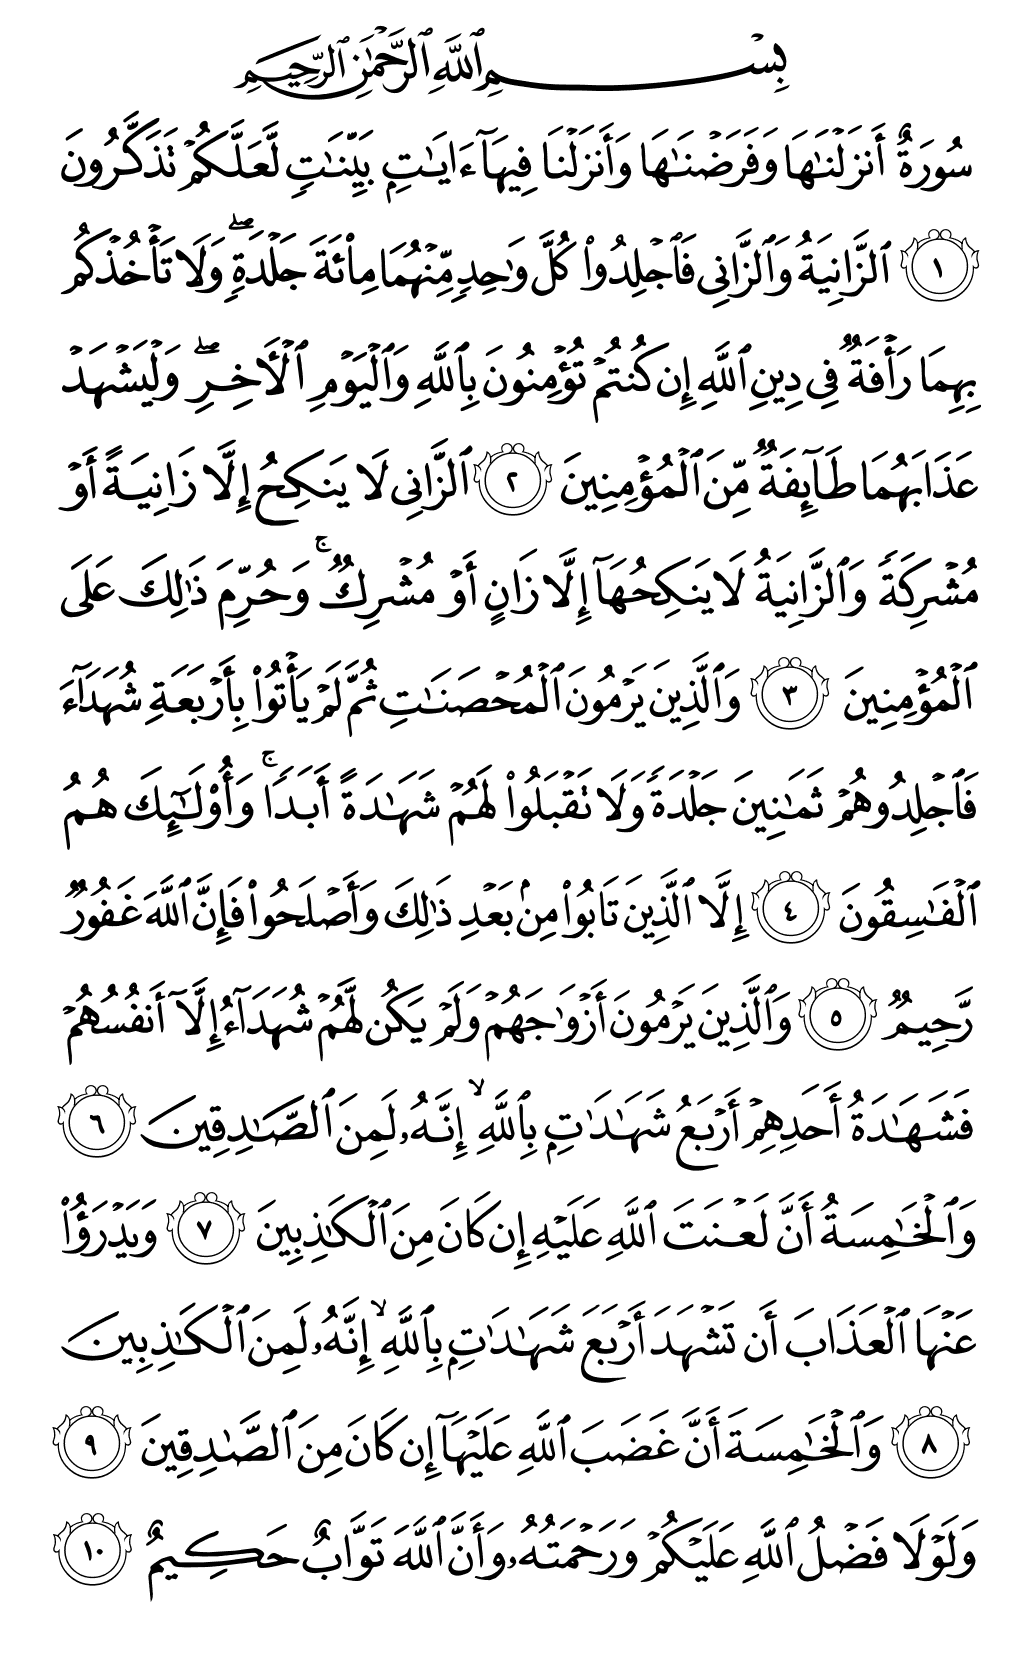 بِسْمِ ٱللَّهِ ٱلرَّحْمَٰنِ ٱلرَّحِيمِ
سُورَةٌ أَنزَلْنَٰهَا وَفَرَضْنَٰهَا وَأَنزَلْنَا فِيهَآ ءَايَٰتٍۭ بَيِّنَٰتٍ لَّعَلَّكُمْ تَذَكَّرُونَ
١ ٱلزَّانِيَةُ وَٱلزَّانِى فَٱجْلِدُوا۟ كُلَّ وَٰحِدٍ مِّنْهُمَا مِا۟ئَةَ جَلْدَةٍ ۖ وَلَا تَأْخُذْكُم
بِهِمَا رَأْفَةٌ فِى دِينِ ٱللَّهِ إِن كُنتُمْ تُؤْمِنُونَ بِٱللَّهِ وَٱلْيَوْمِ ٱلْءَاخِرِ ۖ وَلْيَشْهَدْ
عَذَابَهُمَا طَآئِفَةٌ مِّنَ ٱلْمُؤْمِنِينَ ٢ ٱلزَّانِى لَا يَنكِحُ إِلَّا زَانِيَةً أَوْ
مُشْرِكَةً وَٱلزَّانِيَةُ لَا يَنكِحُهَآ إِلَّا زَانٍ أَوْ مُشْرِكٌ ۚ وَحُرِّمَ ذَٰلِكَ عَلَى
ٱلْمُؤْمِنِينَ ٣ وَٱلَّذِينَ يَرْمُونَ ٱلْمُحْصَنَٰتِ ثُمَّ لَمْ يَأْتُوا۟ بِأَرْبَعَةِ شُهَدَآءَ
فَٱجْلِدُوهُمْ ثَمَٰنِينَ جَلْدَةً وَلَا تَقْبَلُوا۟ لَهُمْ شَهَٰدَةً أَبَدًا ۚ وَأُو۟لَٰٓئِكَ هُمُ
ٱلْفَٰسِقُونَ ٤ إِلَّا ٱلَّذِينَ تَابُوا۟ مِنۢ بَعْدِ ذَٰلِكَ وَأَصْلَحُوا۟ فَإِنَّ ٱللَّهَ غَفُورٌ
رَّحِيمٌ ٥ وَٱلَّذِينَ يَرْمُونَ أَزْوَٰجَهُمْ وَلَمْ يَكُن لَّهُمْ شُهَدَآءُ إِلَّآ أَنفُسُهُمْ
فَشَهَٰدَةُ أَحَدِهِمْ أَرْبَعُ شَهَٰدَٰتٍۭ بِٱللَّهِ ۙ إِنَّهُۥ لَمِنَ ٱلصَّٰدِقِينَ ٦
وَٱلْخَٰمِسَةُ أَنَّ لَعْنَتَ ٱللَّهِ عَلَيْهِ إِن كَانَ مِنَ ٱلْكَٰذِبِينَ ٧ وَيَدْرَؤُا۟
عَنْهَا ٱلْعَذَابَ أَن تَشْهَدَ أَرْبَعَ شَهَٰدَٰتٍۭ بِٱللَّهِ ۙ إِنَّهُۥ لَمِنَ ٱلْكَٰذِبِينَ
٨ وَٱلْخَٰمِسَةَ أَنَّ غَضَبَ ٱللَّهِ عَلَيْهَآ إِن كَانَ مِنَ ٱلصَّٰدِقِينَ ٩
وَلَوْلَا فَضْلُ ٱللَّهِ عَلَيْكُمْ وَرَحْمَتُهُۥ وَأَنَّ ٱللَّهَ تَوَّابٌ حَكِيمٌ ١٠